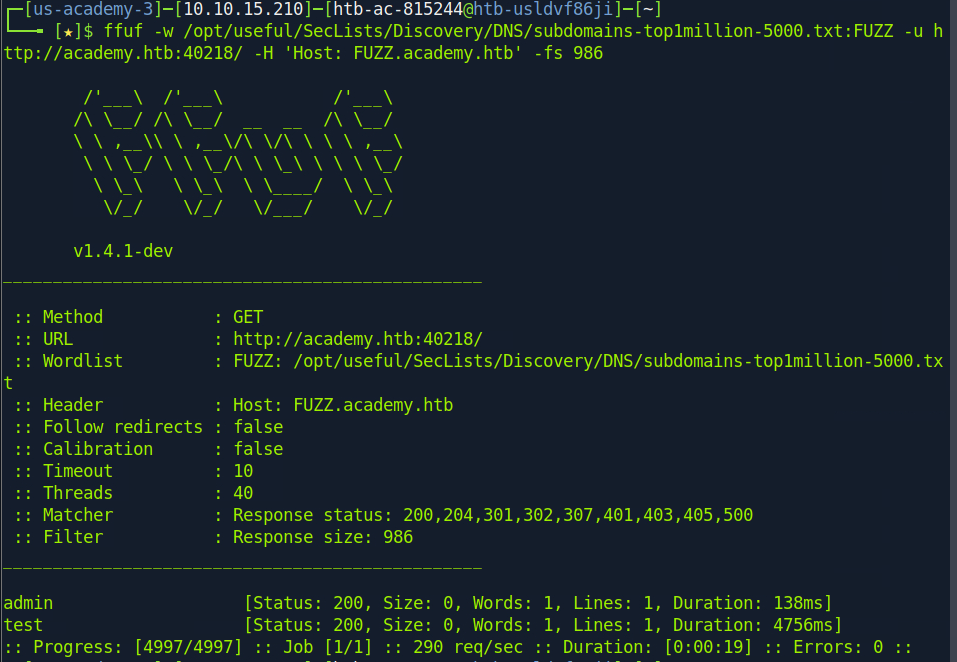 ┌─[us-academy-3]─[10.10.15.210]─[htb-ac-815244@htb-usldvf86ji]─[~]
└──╼ [★]$ ffuf -w /opt/useful/SecLists/Discovery/DNS/subdomains-top1million-5000.txt:FUZZ -u h
ttp://academy.htb:40218/ -H 'Host: FUZZ.academy.htb' -fs 986
        /'___\  /'___\           /'___\
       /\ \__/ /\ \__/  __  __  /\ \__/
       \ \ ,__\\ \ ,__\/\ \/\ \ \ \ ,__\
        \ \ \_/ \ \ \_/\ \ \_\ \ \ \ \_/
         \ \_\   \ \_\  \ \____/  \ \_\
          \/_/    \/_/   \/___/    \/_/
       v1.4.1-dev
________________________________________________
 :: Method           : GET
 :: URL              : http://academy.htb:40218/
 :: Wordlist         : FUZZ: /opt/useful/SecLists/Discovery/DNS/subdomains-top1million-5000.tx
t
 :: Header           : Host: FUZZ.academy.htb
 :: Follow redirects : false
 :: Calibration      : false
 :: Timeout          : 10
 :: Threads          : 40
 :: Matcher          : Response status: 200,204,301,302,307,401,403,405,500
 :: Filter           : Response size: 986
________________________________________________
admin                   [Status: 200, Size: 0, Words: 1, Lines: 1, Duration: 138ms]
test                    [Status: 200, Size: 0, Words: 1, Lines: 1, Duration: 4756ms]
:: Progress: [4997/4997] :: Job [1/1] :: 290 req/sec :: Duration: [0:00:19] :: Errors: 0 ::